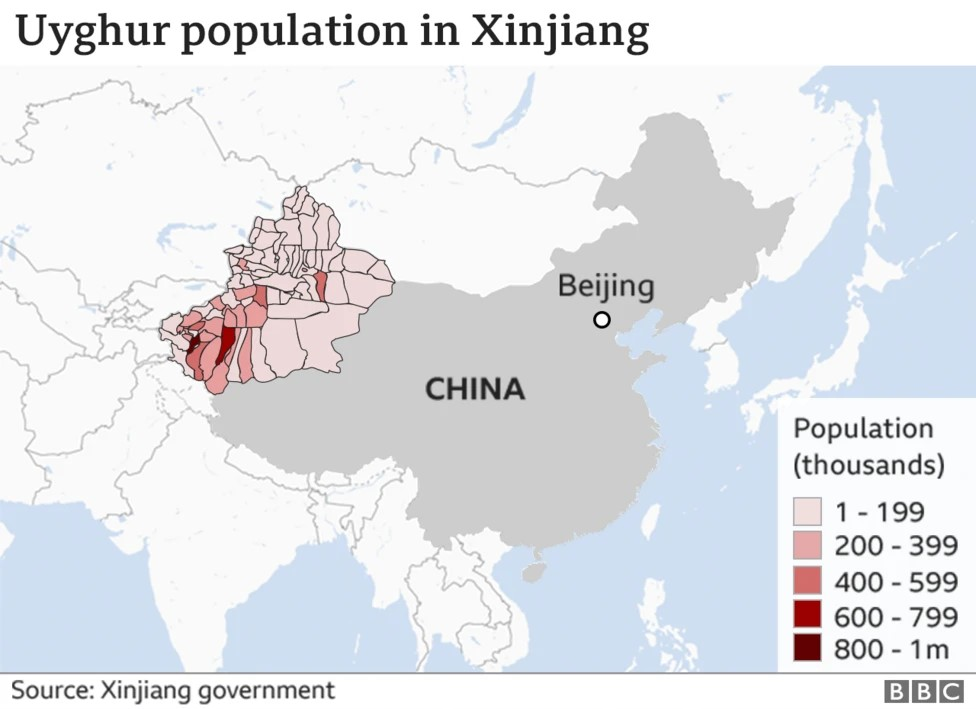 Uyghur population in Xinjiang
Beijing
CHINA
Population
(thousands)
1 - 199
200 - 399
400 - 599
600 - 799
800 - 1m
Source: Xinjiang government
BBC